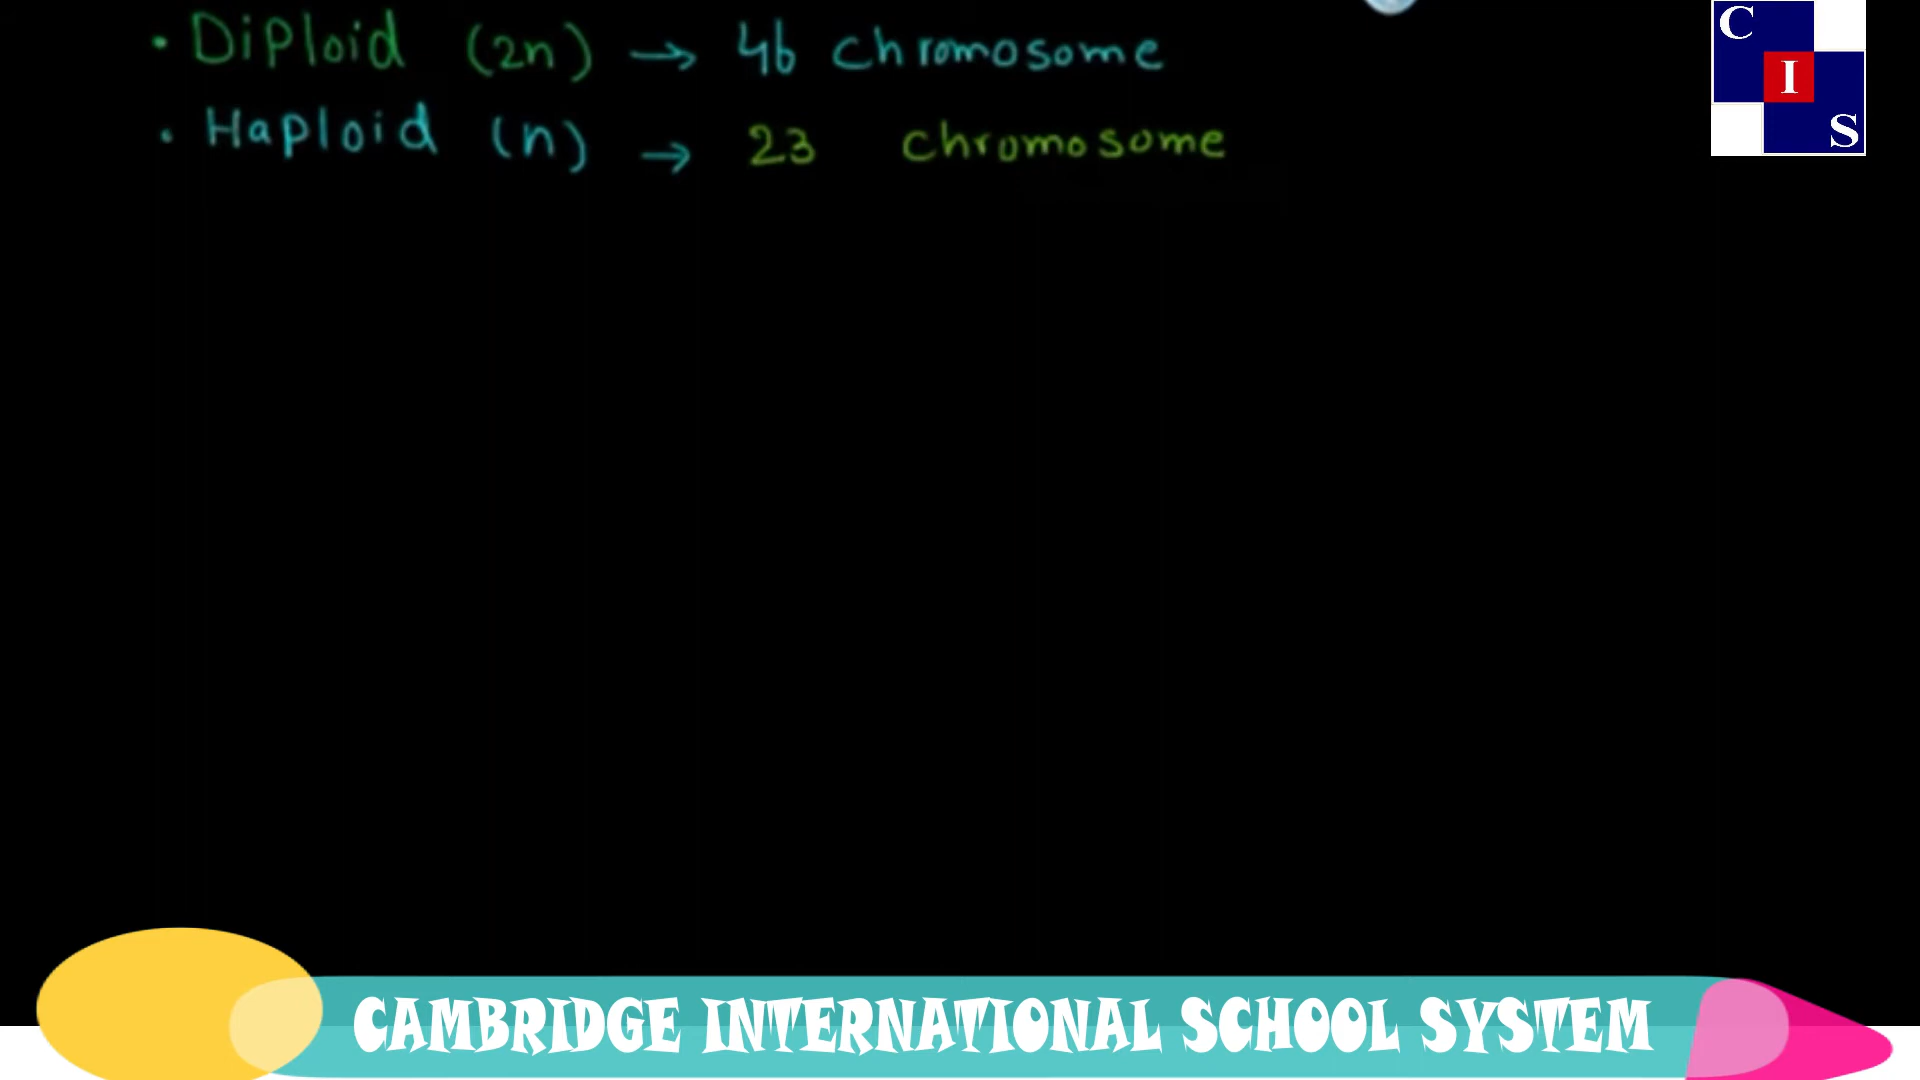 • Diploid (2n) → 46 chromosome
• Haploid (n) → 23 chromosome
C
I
S
CAMBRIDGE INTERNATIONAL SCHOOL SYSTEM